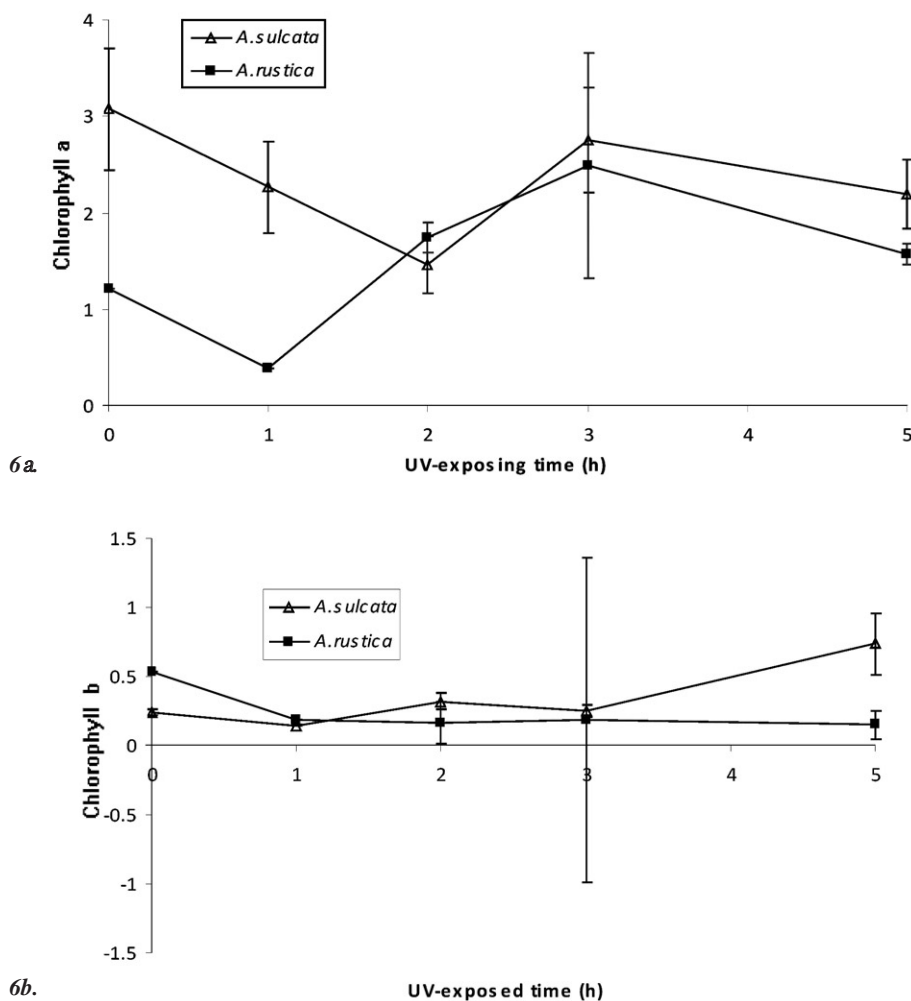 4
A.sulcata
A.rustica
3
2
1
0
Chlorophyll a
0 1 2 3 4 5
UV-exposing time (h)
6a.
1.5
A.sulcata
A.rustica
1
0.5
0
-0.5
-1
-1.5
Chlorophyll b
0 1 2 3 4 5
UV-exposed time (h)
6b.